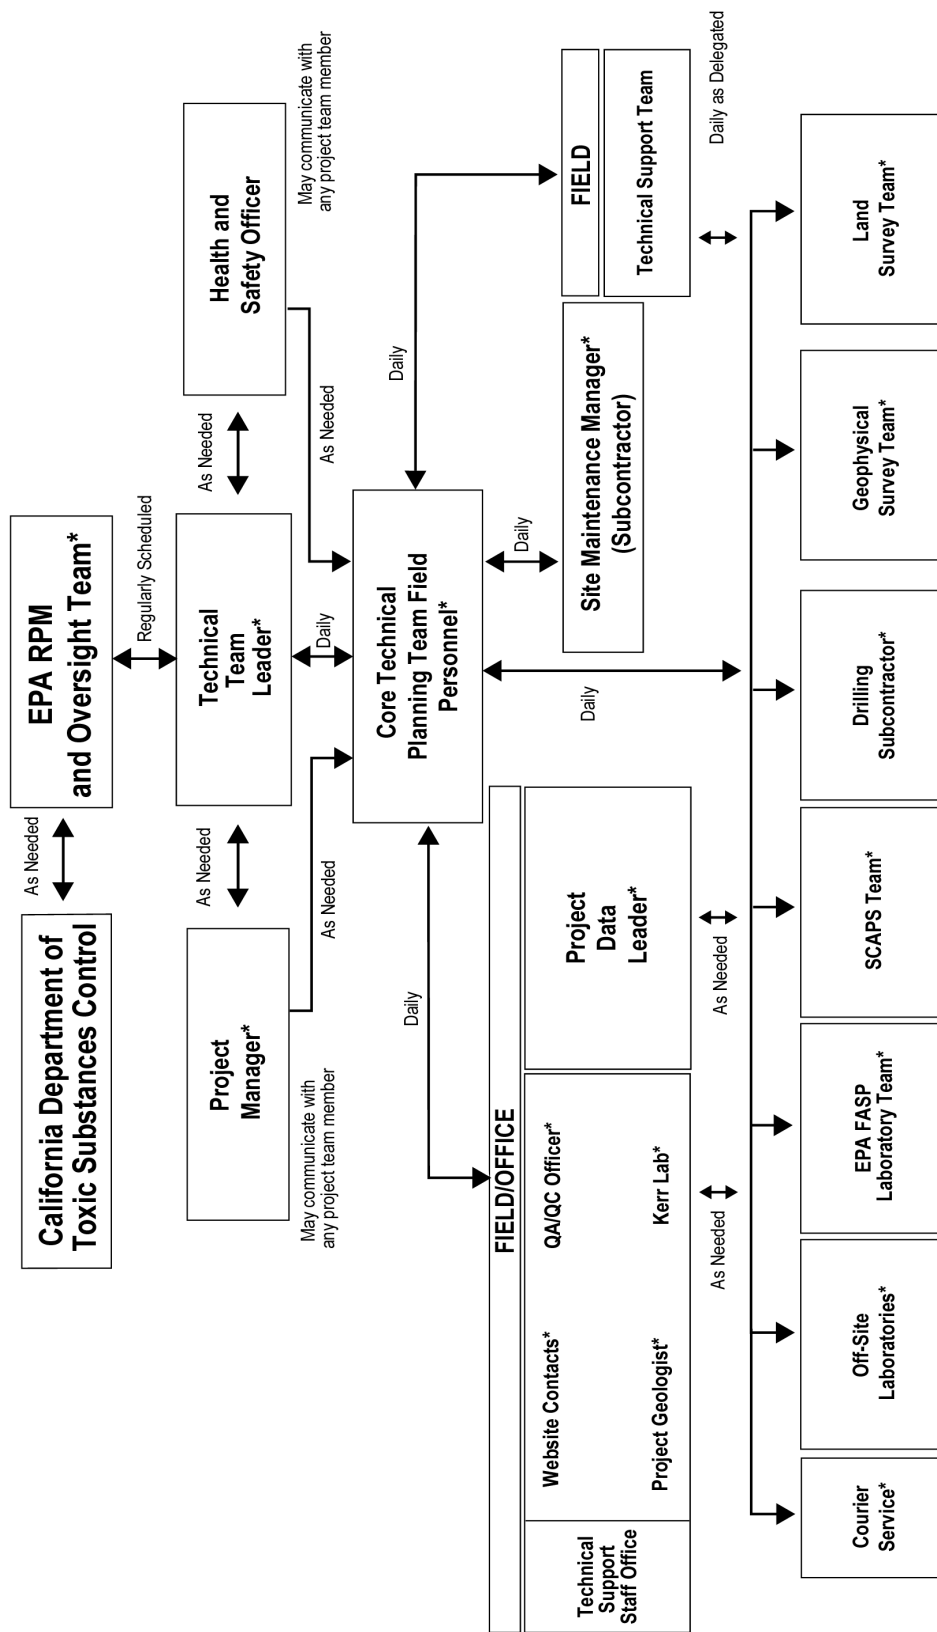 California Department of
Toxic Substances Control
As Needed
EPA RPM
and Oversight Team*
Regularly Scheduled
Project
Manager*
May communicate with
any project team member
As Needed
Technical
Team
Leader*
As Needed
Health and
Safety Officer
May communicate with
any project team member
As Needed
Daily
As Needed
Core Technical
Planning Team Field
Personnel*
Daily
Daily
Daily
Daily
FIELD/OFFICE
Technical
Support
Staff Office
Website Contacts*
QA/QC Officer*
Project Geologist*
Kerr Lab*
Project
Data
Leader*
Site Maintenance Manager*
(Subcontractor)
FIELD
Technical Support Team
As Needed
As Needed
Daily as Delegated
Courier
Service*
Off-Site
Laboratories*
EPA FASP
Laboratory Team*
SCAPS Team*
Drilling
Subcontractor*
Geophysical
Survey Team*
Land
Survey Team*